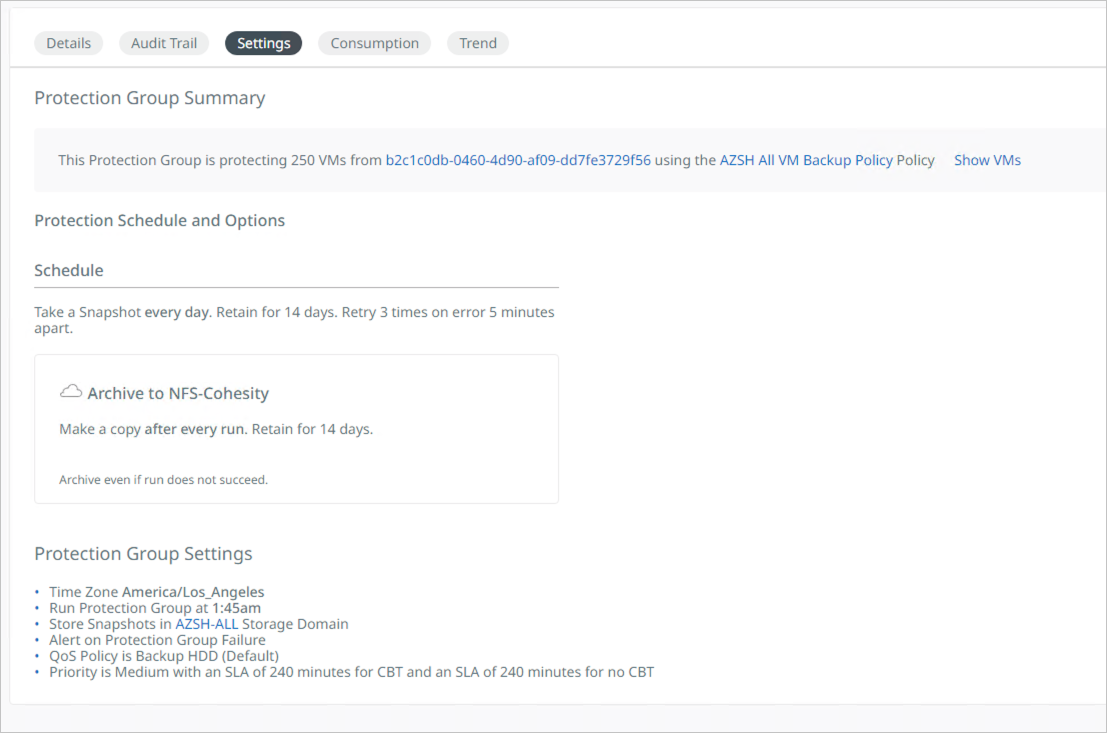 Details Audit Trail Settings Consumption Trend
Protection Group Summary
This Protection Group is protecting 250 VMs from b2c1c0db-0460-4d90-af09-dd7fe3729f56 using the AZSH All VM Backup Policy Policy Show VMs
Protection Schedule and Options
Schedule
Take a Snapshot every day. Retain for 14 days. Retry 3 times on error 5 minutes
apart.
Archive to NFS-Cohesity
Make a copy after every run. Retain for 14 days.
Archive even if run does not succeed.
Protection Group Settings
• Time Zone America/Los_Angeles
• Run Protection Group at 1:45am
• Store Snapshots in AZSH-ALL Storage Domain
• Alert on Protection Group Failure
• QoS Policy is Backup HDD (Default)
• Priority is Medium with an SLA of 240 minutes for CBT and an SLA of 240 minutes for no CBT